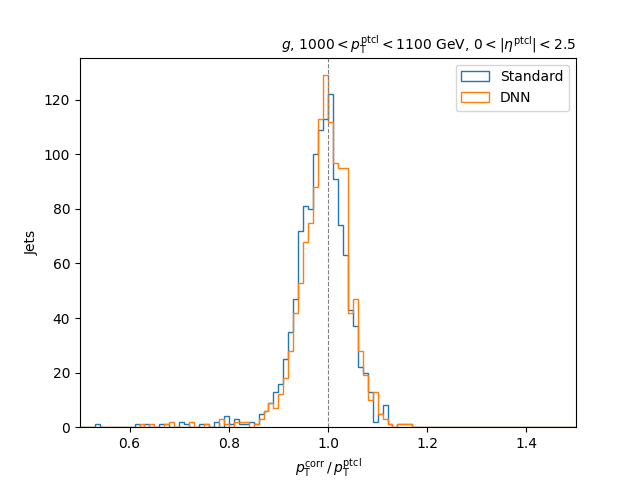 g, 1000 < p_T^ptcl < 1100 GeV, 0 < |η^ptcl| < 2.5
Standard
DNN
Jets
120
100
80
60
40
20
0
0.6 0.8 1.0 1.2 1.4
p_T^corr / p_T^ptcl